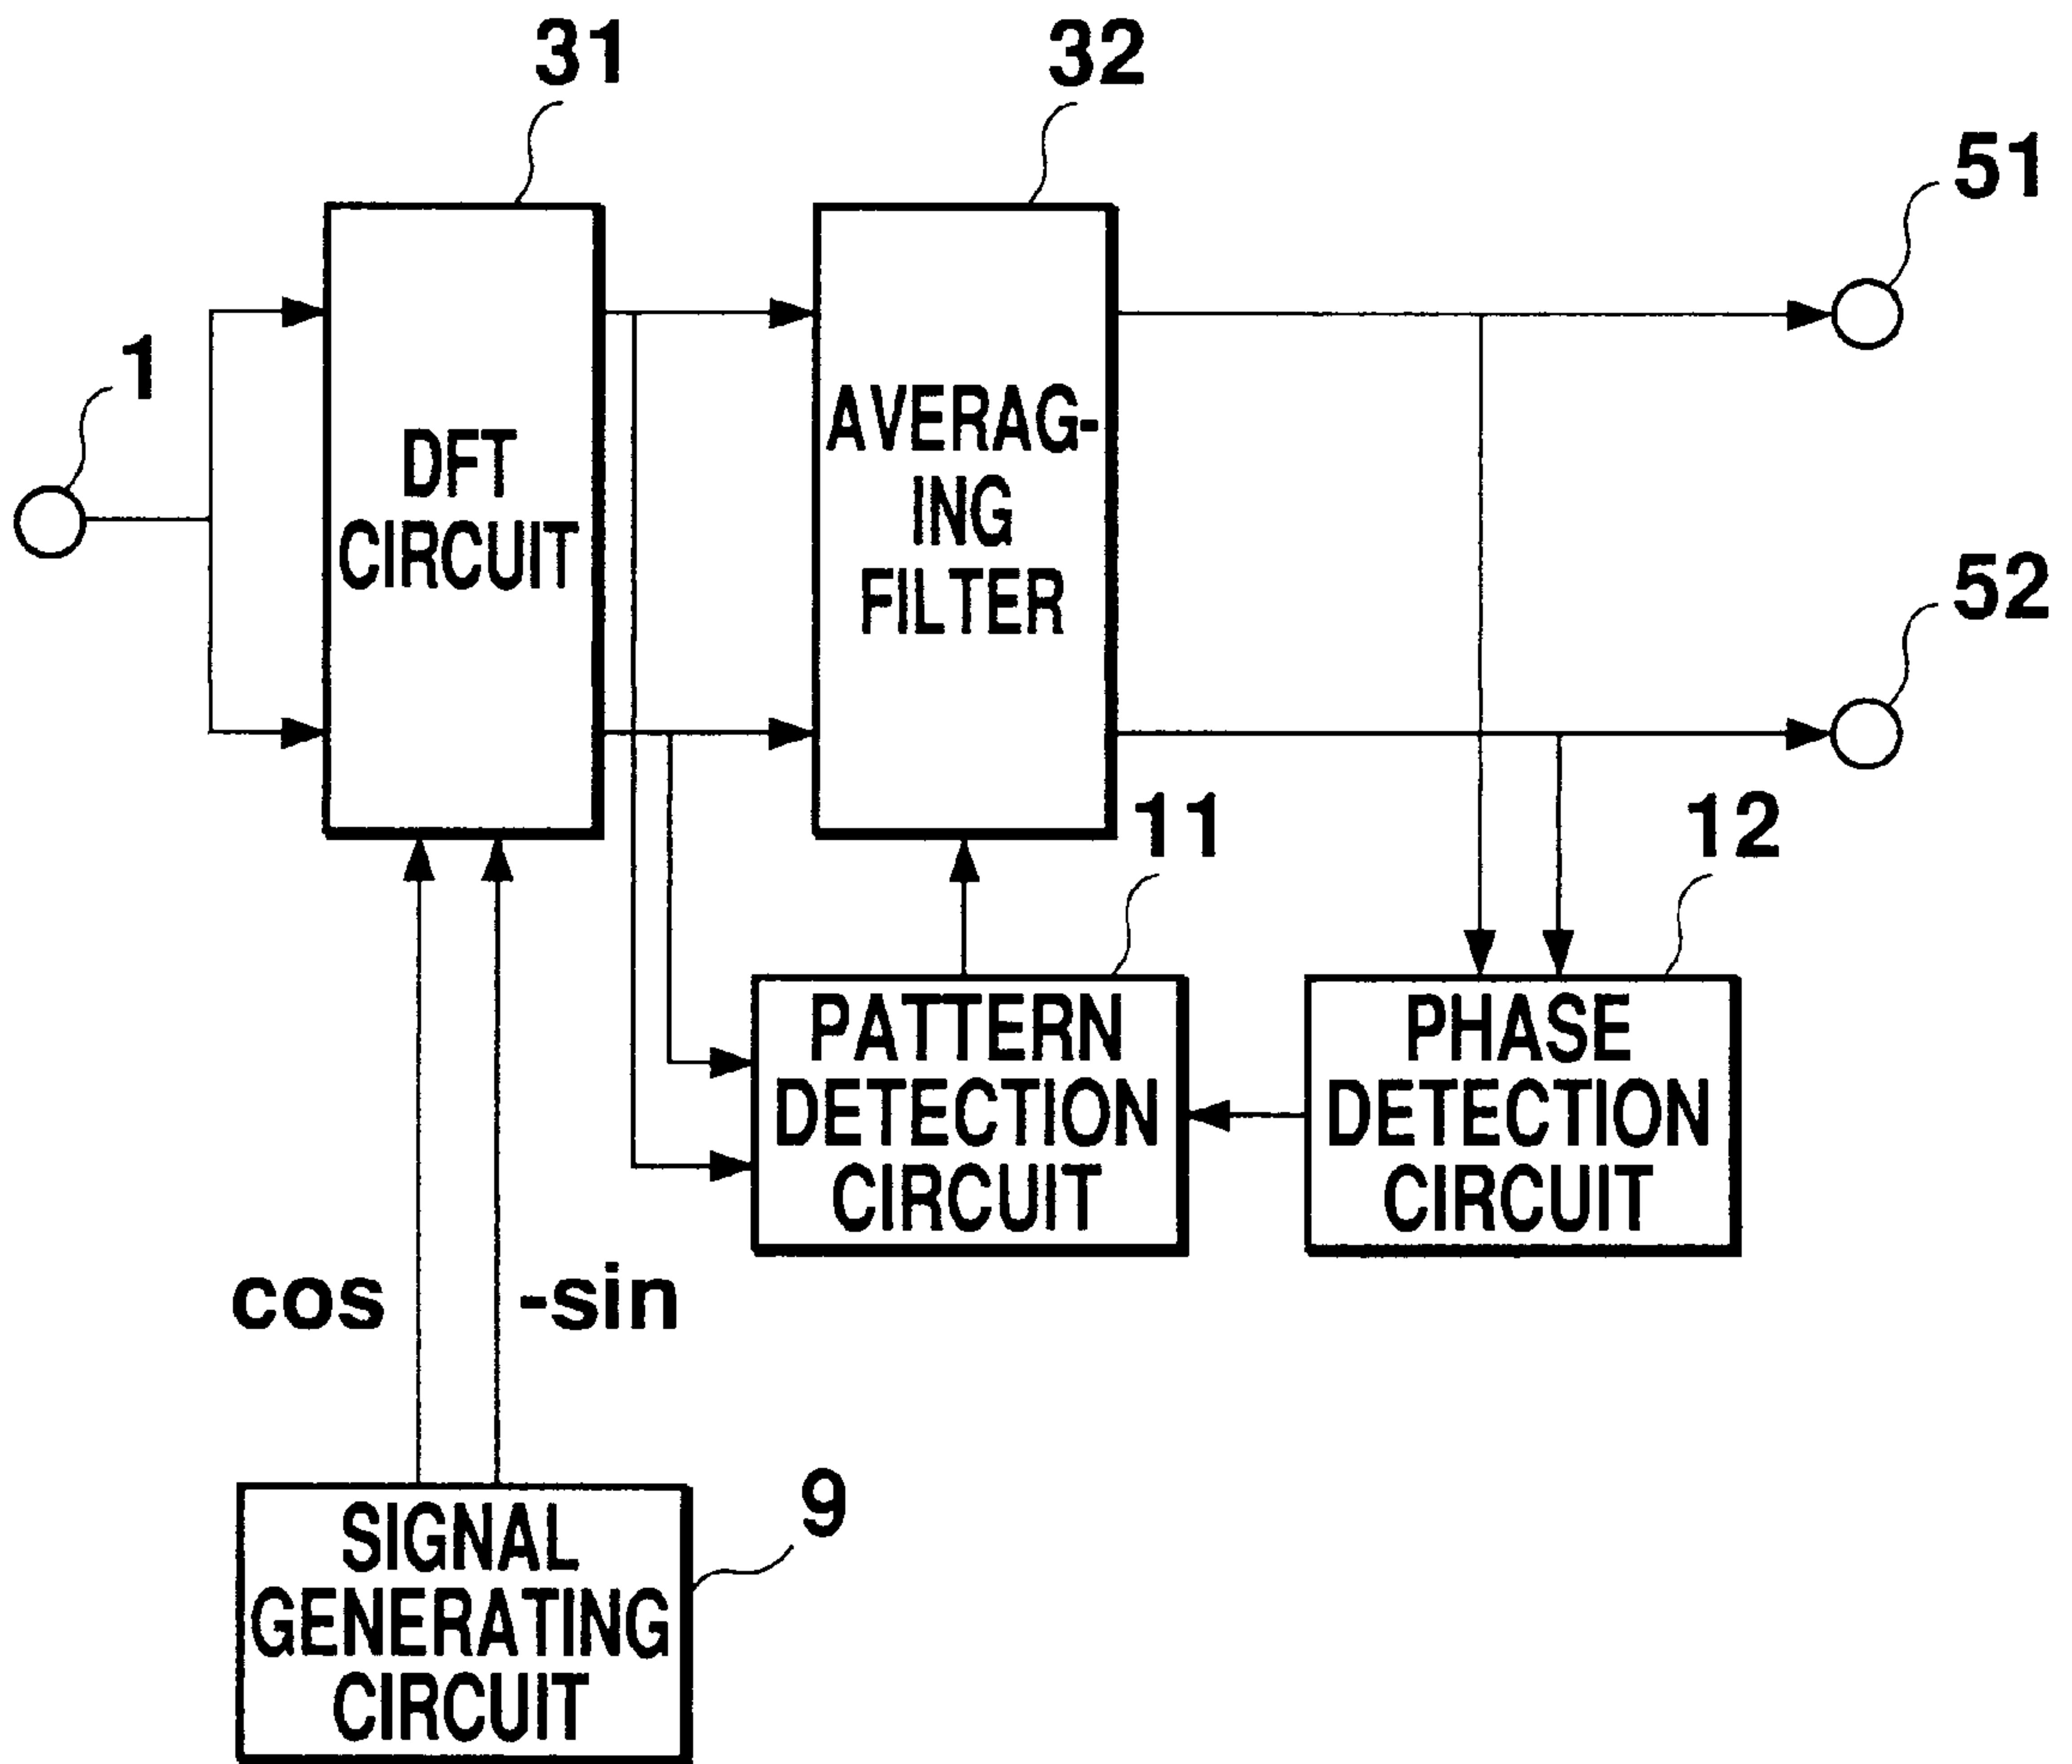 31
32
51
1
DFT
CIRCUIT
AVERAG-
ING
FILTER
52
11
12
PATTERN
DETECTION
CIRCUIT
PHASE
DETECTION
CIRCUIT
cos
-sin
9
SIGNAL
GENERATING
CIRCUIT